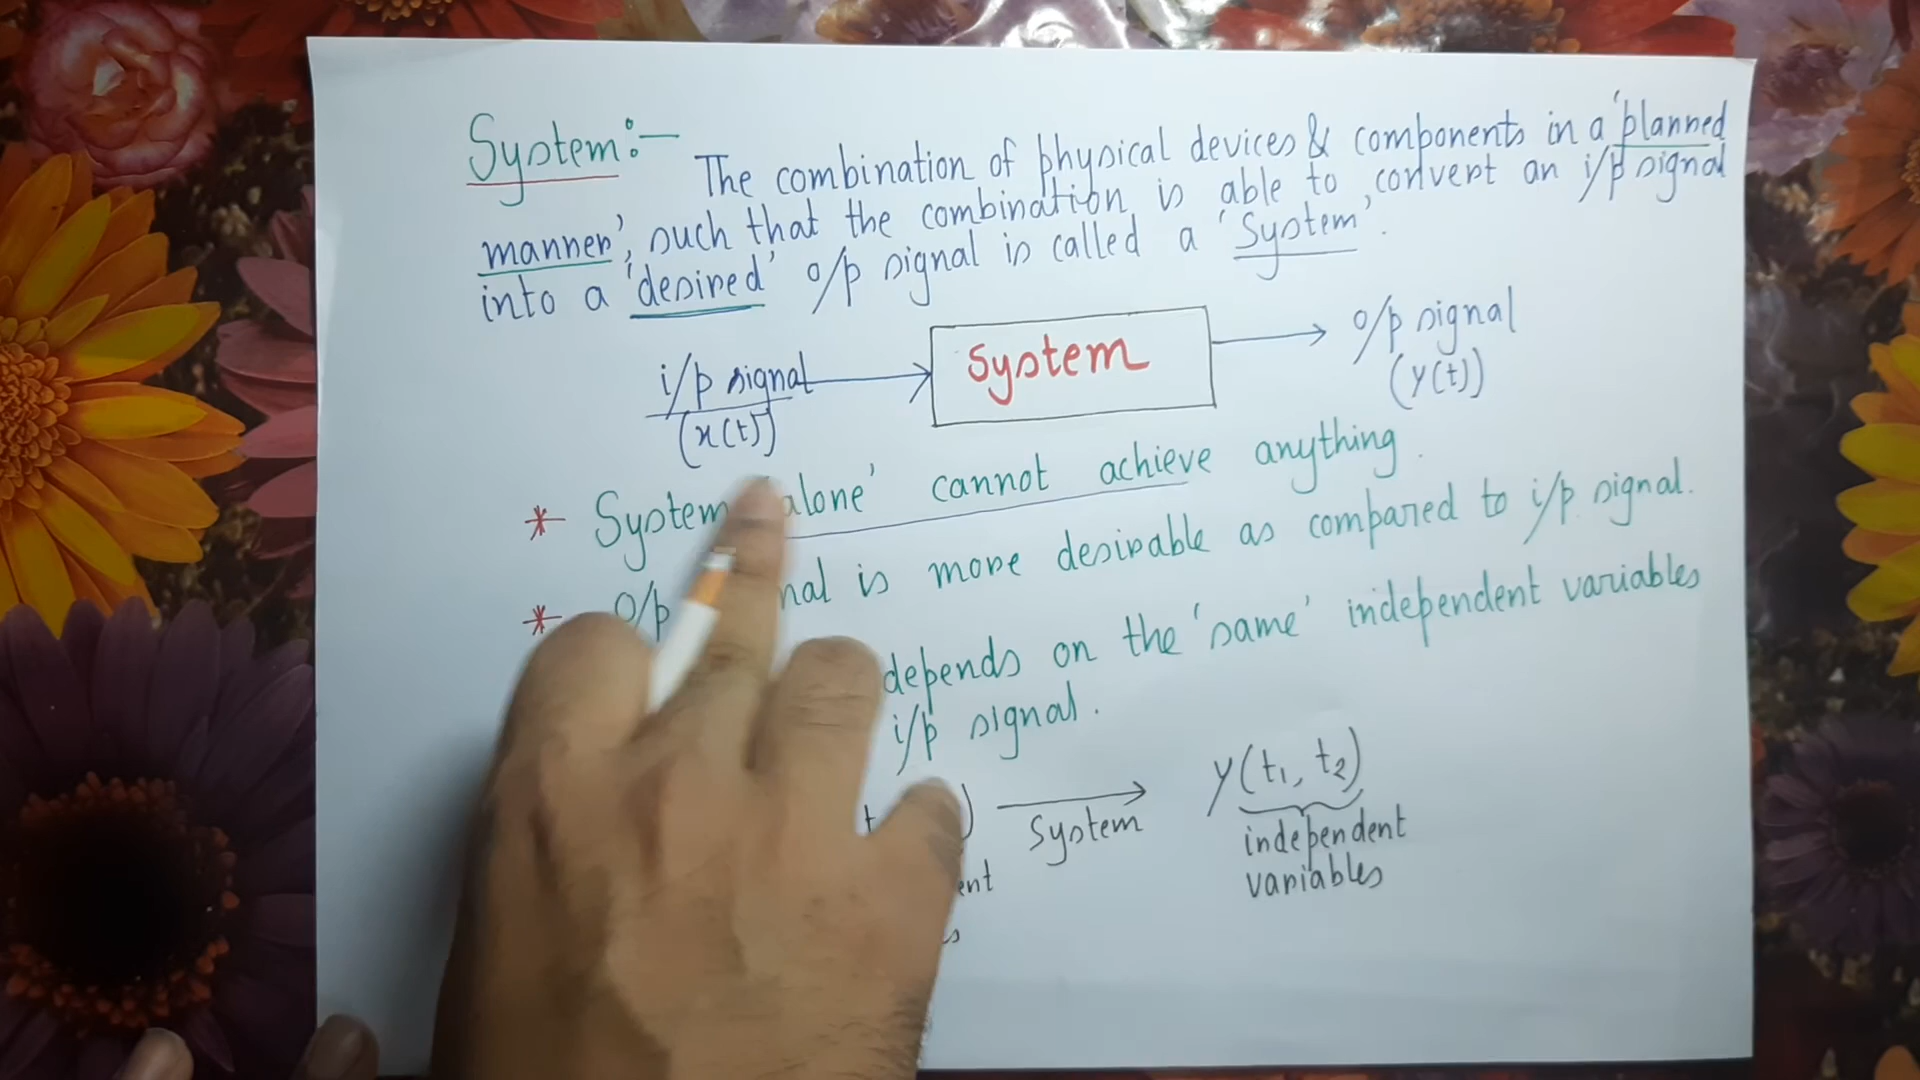 System:- The combination of physical devices & components in a 'planned
manner', such that the combination is able to convert an i/p signal
into a 'desired' o/p signal is called a 'System'.
i/p signal
(x(t))
System
o/p signal
(y(t))
* System 'alone' cannot achieve anything.
* O/p nal is more desirable as compared to i/p signal.
depends on the 'same' independent variables
i/p signal.
t )
ent
s
System
y(t1, t2)
independent
variables